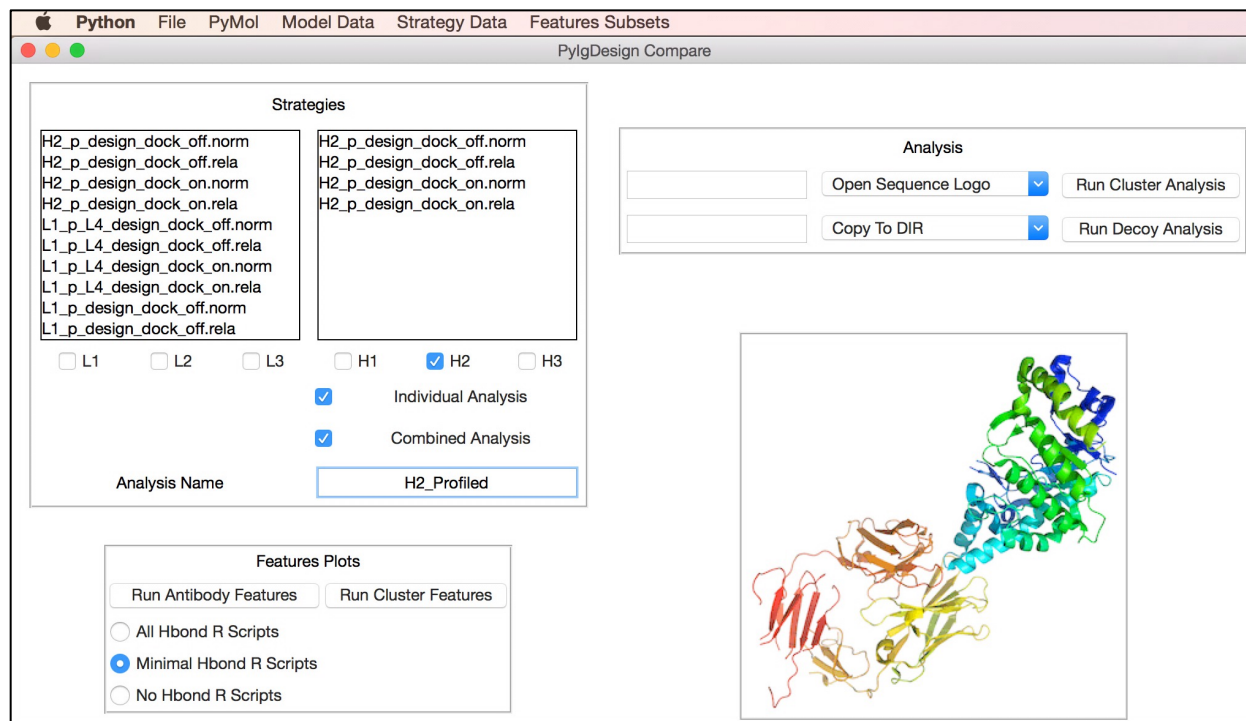 Python File PyMol Model Data Strategy Data Features Subsets
PyIgDesign Compare
Strategies
H2_p_design_dock_off.norm
H2_p_design_dock_off.rela
H2_p_design_dock_on.norm
H2_p_design_dock_on.rela
L1_p_L4_design_dock_off.norm
L1_p_L4_design_dock_off.rela
L1_p_L4_design_dock_on.norm
L1_p_L4_design_dock_on.rela
L1_p_design_dock_off.norm
L1_p_design_dock_off.rela
H2_p_design_dock_off.norm
H2_p_design_dock_off.rela
H2_p_design_dock_on.norm
H2_p_design_dock_on.rela
L1 L2 L3 H1 H2 H3
Individual Analysis
Combined Analysis
Analysis Name H2_Profiled
Features Plots
Run Antibody Features Run Cluster Features
All Hbond R Scripts
Minimal Hbond R Scripts
No Hbond R Scripts
Analysis
Open Sequence Logo Run Cluster Analysis
Copy To DIR Run Decoy Analysis